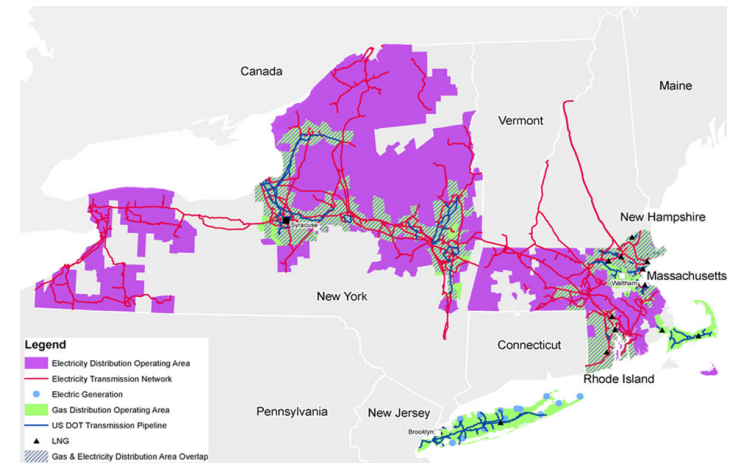 Canada
Maine
Vermont
New Hampshire
Syracuse
Massachusetts
Waltham
New York
Connecticut
Rhode Island
Pennsylvania
New Jersey
Brooklyn
Legend
Electricity Distribution Operating Area
Electricity Transmission Network
Electric Generation
Gas Distribution Operating Area
US DOT Transmission Pipeline
LNG
Gas & Electricity Distribution Area Overlap